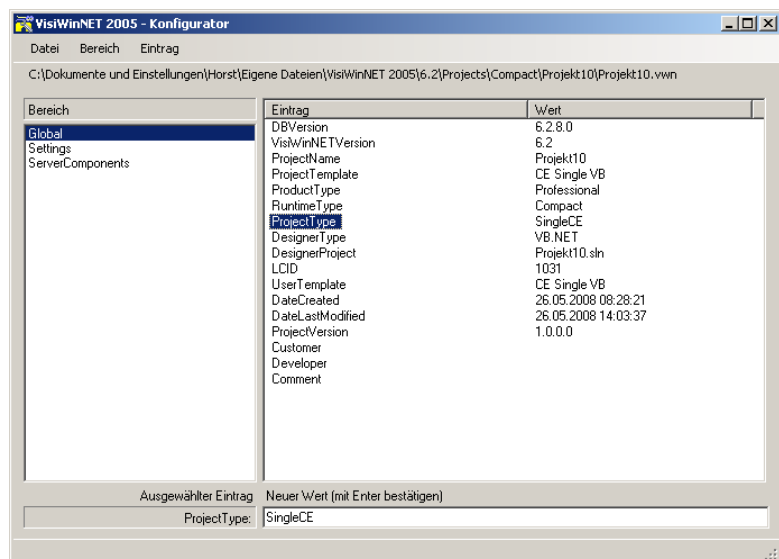 VisiWinNET 2005 - Konfigurator
Datei Bereich Eintrag
C:\Dokumente und Einstellungen\Horst\Eigene Dateien\VisiWinNET 2005\6.2\Projects\Compact\Projekt10\Projekt10.vwn
Bereich
Global
Settings
ServerComponents
Eintrag Wert
DBVersion 6.2.8.0
VisiWinNETVersion 6.2
ProjectName Projekt10
ProjectTemplate CE Single VB
ProductType Professional
RuntimeType Compact
ProjectType SingleCE
DesignerType VB.NET
DesignerProject Projekt10.sln
LCID 1031
UserTemplate CE Single VB
DateCreated 26.05.2008 08:28:21
DateLastModified 26.05.2008 14:03:37
ProjectVersion 1.0.0.0
Customer
Developer
Comment
Ausgewählter Eintrag Neuer Wert (mit Enter bestätigen)
ProjectType: SingleCE